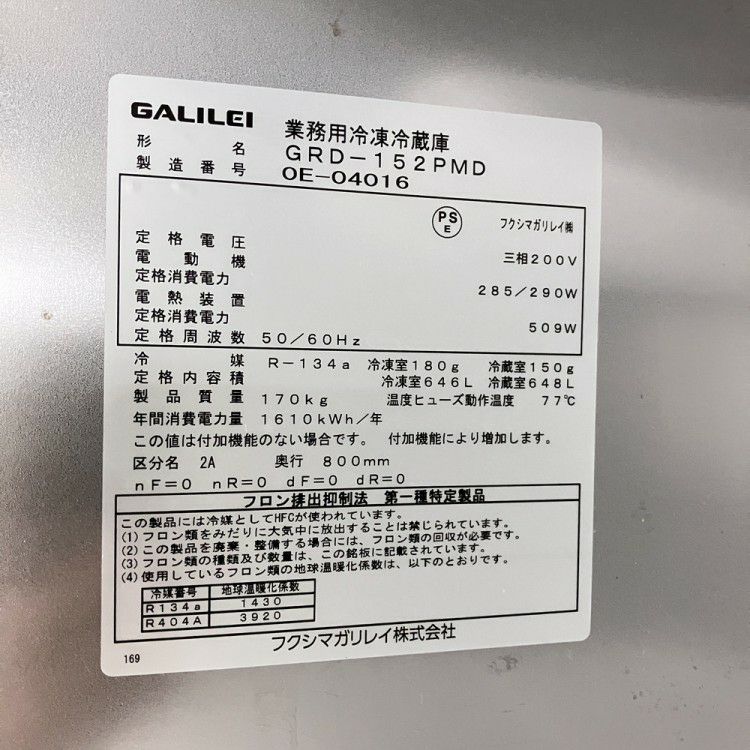 GALILEI 業務用冷凍冷蔵庫
形名 GRD-152PMD
製造番号 0E-04016
PS E フクシマガリレイ㈱
定格電圧 三相200V
電動機
定格消費電力 285/290W
電熱装置
定格消費電力 509W
定格周波数 50/60Hz
冷媒 R-134a 冷凍室180g 冷蔵室150g
定格内容積 冷凍室646L 冷蔵室648L
製品質量 170kg 温度ヒューズ動作温度 77℃
年間消費電力量 1610kWh/年
この値は付加機能のない場合です。 付加機能により増加します。
区分名 2A 奥行 800mm
nF=0 nR=0 dF=0 dR=0
フロン排出抑制法 第一種特定製品
この製品には冷媒としてHFCが使われています。
(1) フロン類をみだりに大気中に放出することは禁じられています。
(2) この製品を廃棄・整備する場合には、フロン類の回収が必要です。
(3) フロン類の種類及び数量は、この銘板に記載されています。
(4) 使用しているフロン類の地球温暖化係数は、以下のとおりです。
冷媒番号 地球温暖化係数
R134a 1430
R404A 3920
フクシマガリレイ株式会社
169